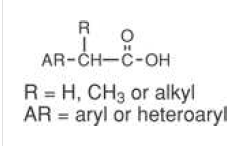 R
O
AR-CH-C-OH
R = H, CH₃ or alkyl
AR = aryl or heteroaryl